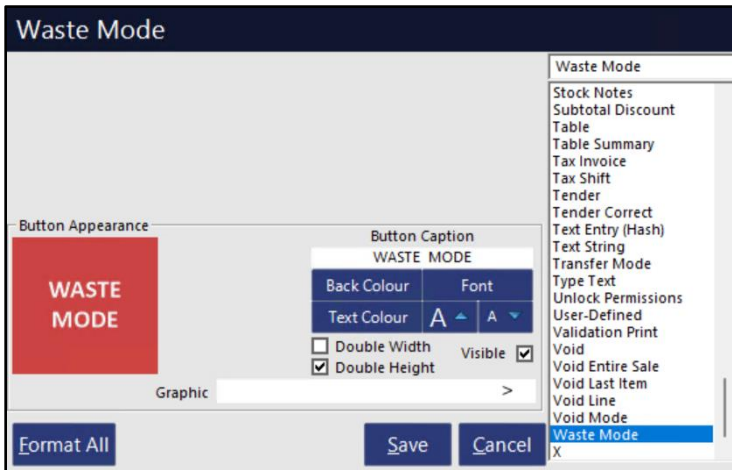 Waste Mode
Waste Mode
Stock Notes
Subtotal Discount
Table
Table Summary
Tax Invoice
Tax Shift
Tender
Tender Correct
Text Entry (Hash)
Text String
Transfer Mode
Type Text
Unlock Permissions
User-Defined
Validation Print
Void
Void Entire Sale
Void Last Item
Void Line
Void Mode
Waste Mode
X
Button Appearance
WASTE
MODE
Button Caption
WASTE MODE
Back Colour Font
Text Colour A A
Double Width Visible
Double Height
Graphic >
Format All Save Cancel